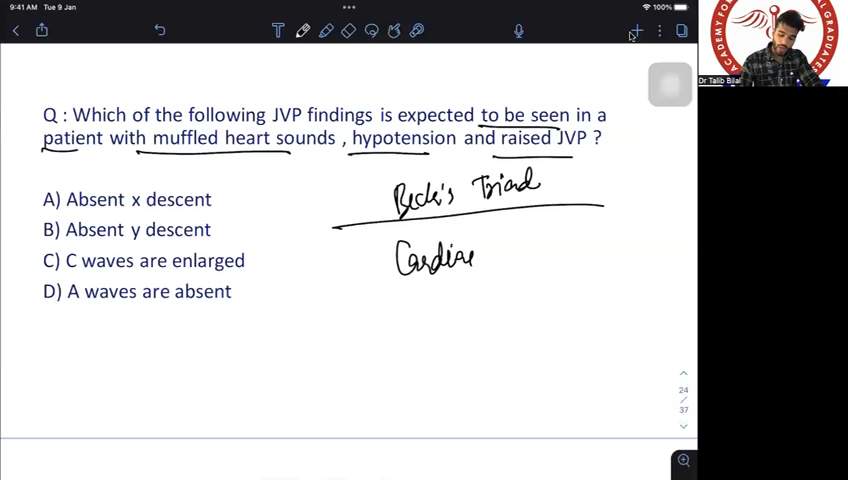 9:41 AM Tue 9 Jan
100%
T
Q : Which of the following JVP findings is expected to be seen in a
patient with muffled heart sounds , hypotension and raised JVP ?
A) Absent x descent
B) Absent y descent
C) C waves are enlarged
D) A waves are absent
Beck's Triad
Cardiac
24
/
37
ACADEMY FOR
GRADUATES
Dr Talib Bilal